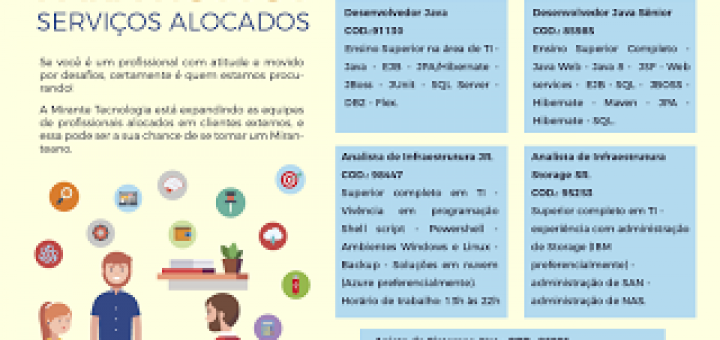 SERVIÇOS ALOCADOS
Se você é um profissional com atitude e movido
por desafios, certamente é quem estamos procu-
rando!
A Mirante Tecnologia está expandindo as equipes
de profissionais alocados em clientes externos, e
essa pode ser a sua chance de se tornar um Miran-
teano.
Desenvolvedor Java
COD.:91130
Ensino Superior na área de TI -
Java - EJB - JPA/Hibernate -
JBoss - JUnit - SQL Server -
DB2 - Flex.
Desenvolvedor Java Sênior
COD.:
Ensino Superior Completo -
Java Web - Java 8 - JSF - Web
services - EJB - SQL - JBOSS -
Hibernate - Maven - JPA -
Hibernate - SQL.
Analista de Infraestrutura JR.
COD.: 98447
Superior completo em TI -
Vivência em programação
Shell script - Powershell -
Ambientes Windows e Linux -
Backup - Soluções em nuvem
(Azure preferencialmente).
Horário de trabalho: 13h às 22h
Analista de Infraestrutura
Storage SR.
COD.: 95253
Superior completo em TI -
experiência com administração
de Storage (IBM
preferencialmente) -
administração de SAN -
administração de NAS.